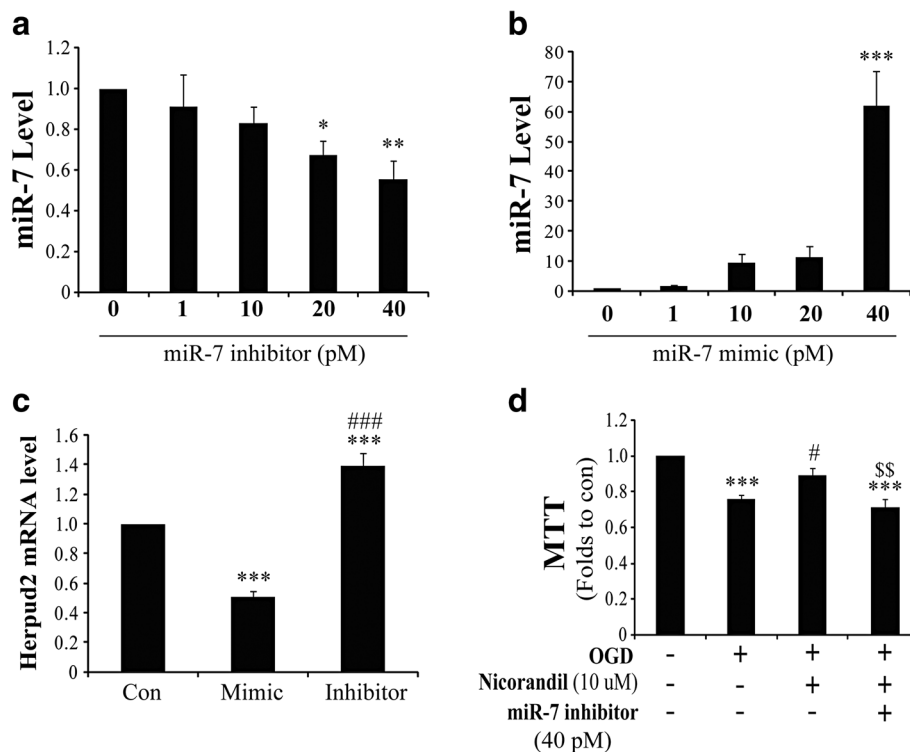 a
miR-7 Level
1.2
1.0
0.8
0.6
0.4
0.2
0
*
**
0 1 10 20 40
miR-7 inhibitor (pM)
b
miR-7 Level
80
70
60
50
40
30
20
10
0
***
0 1 10 20 40
miR-7 mimic (pM)
c
Herpud2 mRNA level
1.6
1.4
1.2
1.0
0.8
0.6
0.4
0.2
0
***
###
***
Con Mimic Inhibitor
d
MTT
(Folds to con)
1.2
1.0
0.8
0.6
0.4
0.2
0
***
#
$$
***
OGD - + + +
Nicorandil (10 uM) - - + +
miR-7 inhibitor - - - +
(40 pM)